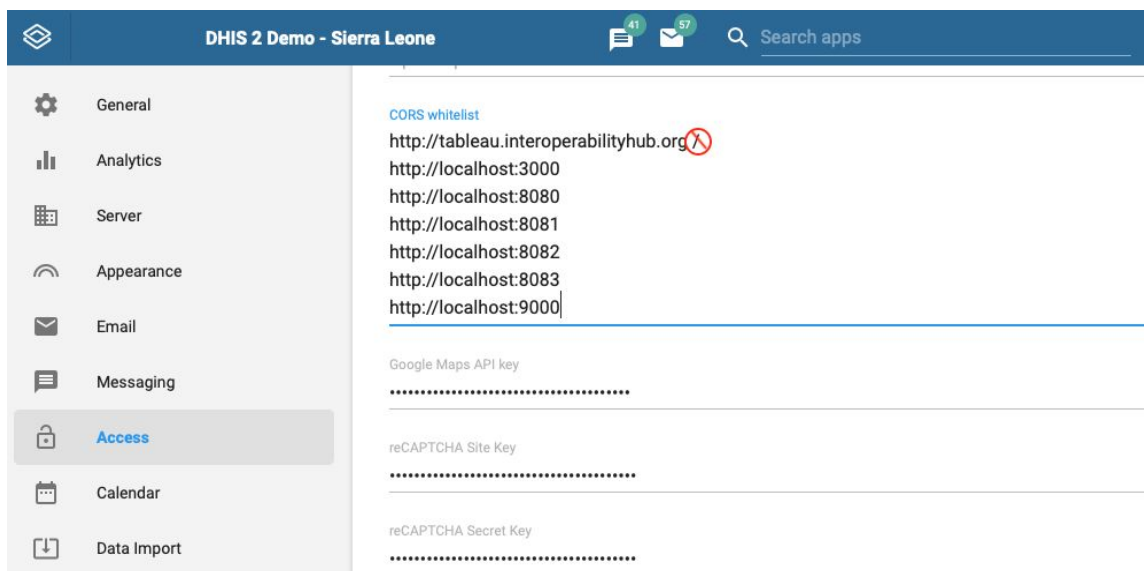 DHIS 2 Demo - Sierra Leone
41
57
Search apps
General
Analytics
Server
Appearance
Email
Messaging
Access
Calendar
Data Import
CORS whitelist
http://tableau.interoperabilityhub.org/
http://localhost:3000
http://localhost:8080
http://localhost:8081
http://localhost:8082
http://localhost:8083
http://localhost:9000
Google Maps API key
reCAPTCHA Site Key
reCAPTCHA Secret Key